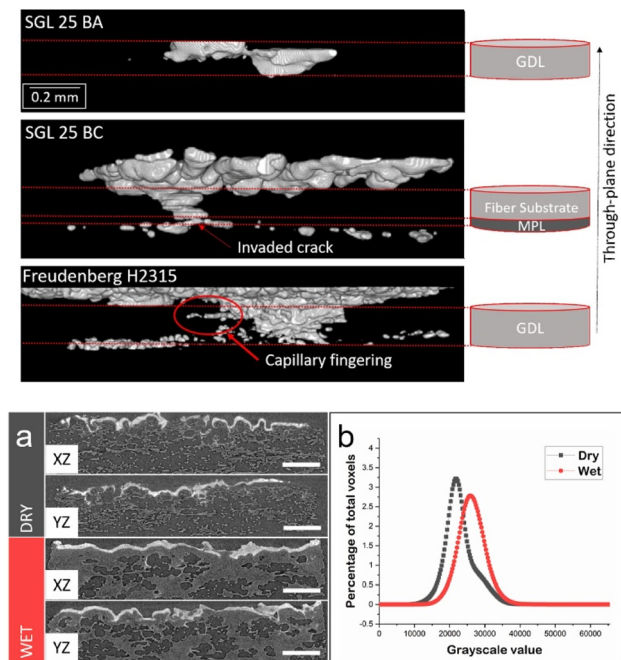 SGL 25 BA
GDL
0.2 mm
SGL 25 BC
Fiber Substrate
MPL
Invaded crack
Through-plane direction
Freudenberg H2315
GDL
Capillary fingering
a
XZ
DRY
YZ
WET
XZ
YZ
b
Dry
Wet
Percentage of total voxels
4
3.5
3
2.5
2
1.5
1
0.5
0
-0.5
0
10000
20000
30000
40000
50000
60000
Grayscale value